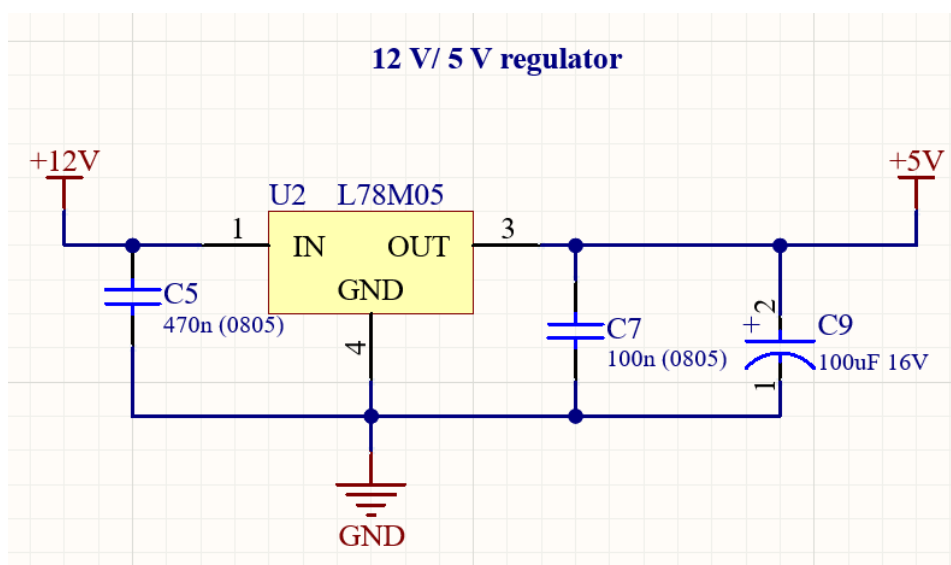 12 V/ 5 V regulator
+12V
+5V
U2 L78M05
1
IN OUT
3
GND
4
C5
470n (0805)
C7
100n (0805)
2
+
C9
100uF 16V
1
GND